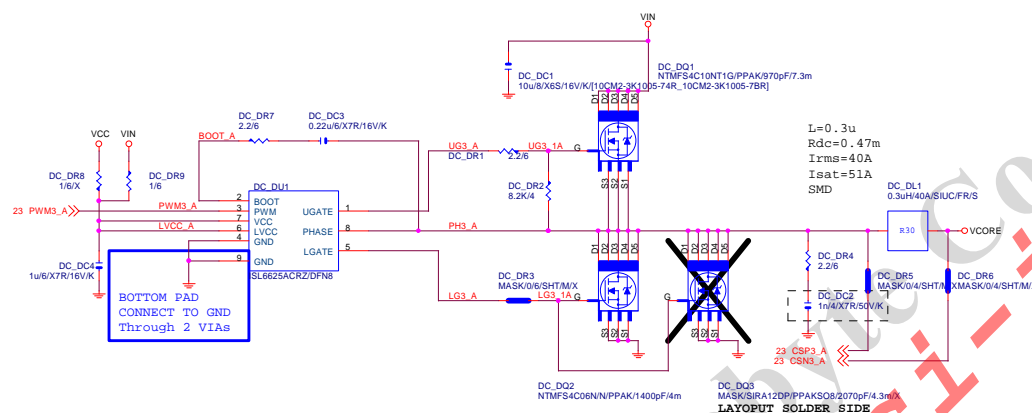 VIN
DC_DC1
10u/8/X6S/16V/K/[10CM2-3K1005-74R_10CM2-3K1005-7BR]
DC_DQ1
NTMFS4C10NT1G/PPAK/970pF/7.3m
D1
D2
D3
D4
D5
G
S3
S2
S1
L=0.3u
Rdc=0.47m
Irms=40A
Isat=51A
SMD
VCC
VIN
DC_DR7
2.2/6
DC_DC3
0.22u/6/X7R/16V/K
BOOT_A
UG3_A
UG3_1A
DC_DR1
2.2/6
DC_DR8
1/6/X
DC_DR9
1/6
DC_DU1
DC_DR2
8.2K/4
23 PWM3_A
PWM3_A
LVCC_A
2
BOOT
3
PWM
7
VCC
6
LVCC
4
GND
9
GND
UGATE
1
PHASE
8
LGATE
5
ISL6625ACRZ/DFN8
PH3_A
DC_DL1
0.3uH/40A/SIUC/FR/S
R30
VCORE
DC_DC4
1u/6/X7R/16V/K
BOTTOM PAD
CONNECT TO GND
Through 2 VIAs
LG3_A
DC_DR3
MASK/0/6/SHT/M/X
LG3_1A
D1
D2
D3
D4
D5
G
S3
S2
S1
D1
D2
D3
D4
D5
G
S3
S2
S1
DC_DR4
2.2/6
DC_DC2
1n/4/X7R/50V/K
DC_DR5
MASK/0/4/SHT/M/X
DC_DR6
MASK/0/4/SHT/M/X
23 CSP3_A
23 CSN3_A
DC_DQ2
NTMFS4C06N/N/PPAK/1400pF/4m
DC_DQ3
MASK/SIRA12DP/PPAKSO8/2070pF/4.3m/X
LAYOPUT SOLDER SIDE